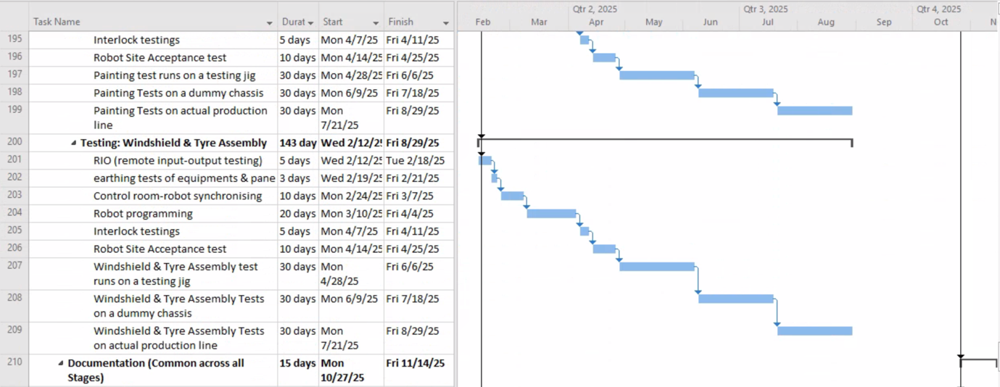 Qtr 2, 2025 Qtr 3, 2025 Qtr 4, 2025
Task Name Durat Start Finish Feb Mar Apr May Jun Jul Aug Sep Oct N
195 Interlock testings 5 days Mon 4/7/25 Fri 4/11/25
196 Robot Site Acceptance test 10 days Mon 4/14/25 Fri 4/25/25
197 Painting test runs on a testing jig 30 days Mon 4/28/25 Fri 6/6/25
198 Painting Tests on a dummy chassis 30 days Mon 6/9/25 Fri 7/18/25
199 Painting Tests on actual production 30 days Mon Fri 8/29/25
line 7/21/25
200 Testing: Windshield & Tyre Assembly 143 day Wed 2/12/25 Fri 8/29/25
201 RIO (remote input-output testing) 5 days Wed 2/12/25 Tue 2/18/25
202 earthing tests of equipments & pane 3 days Wed 2/19/25 Fri 2/21/25
203 Control room-robot synchronising 10 days Mon 2/24/25 Fri 3/7/25
204 Robot programming 20 days Mon 3/10/25 Fri 4/4/25
205 Interlock testings 5 days Mon 4/7/25 Fri 4/11/25
206 Robot Site Acceptance test 10 days Mon 4/14/25 Fri 4/25/25
207 Windshield & Tyre Assembly test 30 days Mon Fri 6/6/25
runs on a testing jig 4/28/25
208 Windshield & Tyre Assembly Tests 30 days Mon 6/9/25 Fri 7/18/25
on a dummy chassis
209 Windshield & Tyre Assembly Tests 30 days Mon Fri 8/29/25
on actual production line 7/21/25
210 Documentation (Common across all 15 days Mon Fri 11/14/25
Stages) 10/27/25